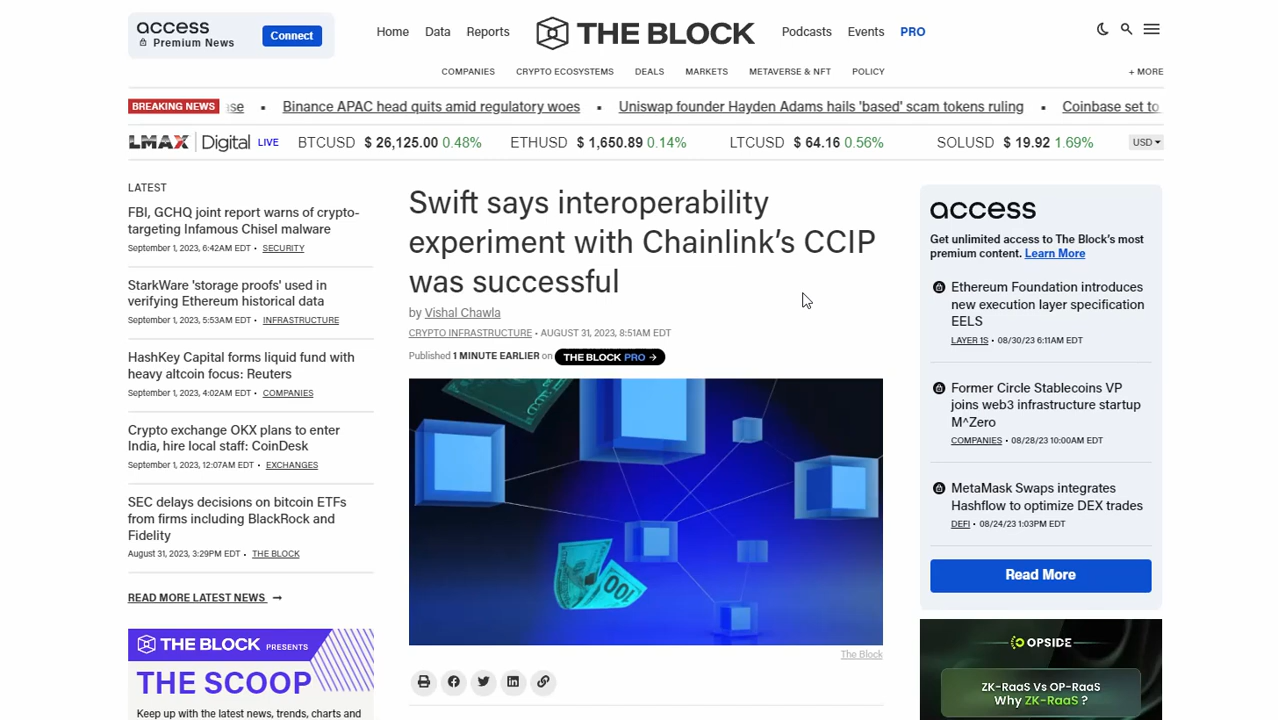 access
Premium News
Connect
Home
Data
Reports
THE BLOCK
Podcasts
Events
PRO
COMPANIES
CRYPTO ECOSYSTEMS
DEALS
MARKETS
METAVERSE & NFT
POLICY
+ MORE
BREAKING NEWS
Binance APAC head quits amid regulatory woes
Uniswap founder Hayden Adams hails 'based' scam tokens ruling
Coinbase set to
LMAX Digital LIVE
BTCUSD $ 26,125.00 0.48%
ETHUSD $ 1,650.89 0.14%
LTCUSD $ 64.16 0.56%
SOLUSD $ 19.92 1.69%
USD
LATEST
FBI, GCHQ joint report warns of crypto-
targeting Infamous Chisel malware
September 1, 2023, 6:42AM EDT • SECURITY
StarkWare 'storage proofs' used in
verifying Ethereum historical data
September 1, 2023, 5:53AM EDT • INFRASTRUCTURE
HashKey Capital forms liquid fund with
heavy altcoin focus: Reuters
September 1, 2023, 4:02AM EDT • COMPANIES
Crypto exchange OKX plans to enter
India, hire local staff: CoinDesk
September 1, 2023, 12:07AM EDT • EXCHANGES
SEC delays decisions on bitcoin ETFs
from firms including BlackRock and
Fidelity
August 31, 2023, 3:29PM EDT • THE BLOCK
READ MORE LATEST NEWS →
THE BLOCK PRESENTS
THE SCOOP
Keep up with the latest news, trends, charts and
Swift says interoperability
experiment with Chainlink's CCIP
was successful
by Vishal Chawla
CRYPTO INFRASTRUCTURE • AUGUST 31, 2023, 8:51AM EDT
Published 1 MINUTE EARLIER on THE BLOCK PRO →
100
The Block
access
Get unlimited access to The Block's most
premium content. Learn More
Ethereum Foundation introduces
new execution layer specification
EELS
LAYER 1S • 08/30/23 6:11AM EDT
Former Circle Stablecoins VP
joins web3 infrastructure startup
M^Zero
COMPANIES • 08/28/23 10:00AM EDT
MetaMask Swaps integrates
Hashflow to optimize DEX trades
DEFI • 08/24/23 1:03PM EDT
Read More
OPSIDE
ZK-RaaS Vs OP-RaaS
Why ZK-RaaS ?